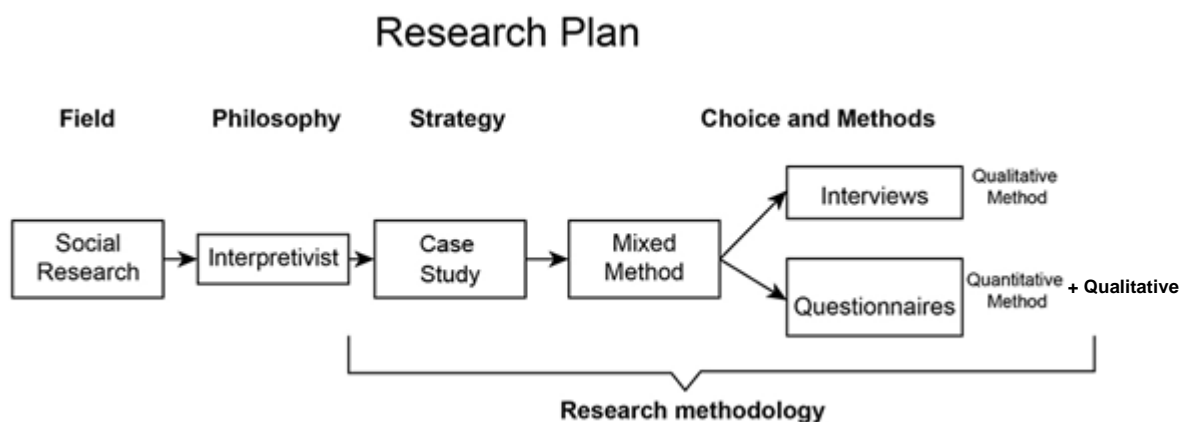 Research Plan
Field
Philosophy
Strategy
Choice and Methods
Social
Research
Interpretivist
Case
Study
Mixed
Method
Interviews
Qualitative
Method
Questionnaires
Quantitative
Method
+ Qualitative
Research methodology